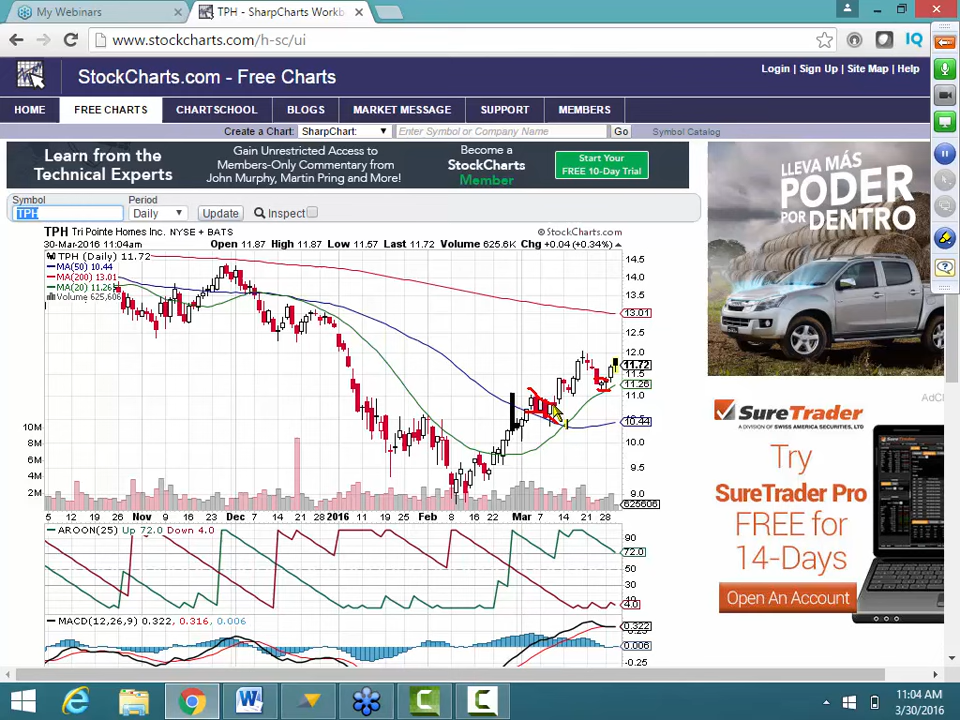 My Webinars
TPH - SharpCharts Workb
www.stockcharts.com/h-sc/ui
IQ
StockCharts.com - Free Charts
Login | Sign Up | Site Map | Help
HOME
FREE CHARTS
CHARTSCHOOL
BLOGS
MARKET MESSAGE
SUPPORT
MEMBERS
Create a Chart: SharpChart:
Enter Symbol or Company Name
Go
Symbol Catalog
Learn from the
Technical Experts
Gain Unrestricted Access to
Members-Only Commentary from
John Murphy, Martin Pring and More!
Become a
StockCharts
Member
Start Your
FREE 10-Day Trial
Symbol
Period
TPH
Daily
Update
Inspect
TPH Tri Pointe Homes Inc. NYSE + BATS
© StockCharts.com
30-Mar-2016 11:04am
Open 11.87 High 11.87 Low 11.57 Last 11.72 Volume 625.6K Chg +0.04 (+0.34%)
TPH (Daily) 11.72
MA(50) 10.44
MA(200) 13.01
MA(20) 11.26
Volume 625,606
14.5
14.0
13.5
13.01
12.5
12.0
11.72
11.5
11.26
11.0
10.44
10.0
9.5
9.0
625606
10M
8M
6M
4M
2M
5 12 19 26 Nov 9 16 23 Dec 7 14 21 28 2016 11 19 25 Feb 8 16 22 Mar 7 14 21 28
AROON(25) Up 72.0 Down 4.0
90
72.0
50
30
10
4.0
MACD(12,26,9) 0.322, 0.316, 0.006
0.322
0.25
0.006
-0.25
LLEVA MÁS
PODER
POR DENTRO
SureTrader
A DIVISION OF SWISS AMERICA SECURITIES, LTD.
Try
SureTrader Pro
FREE for
14-Days
Open An Account
11:04 AM
3/30/2016